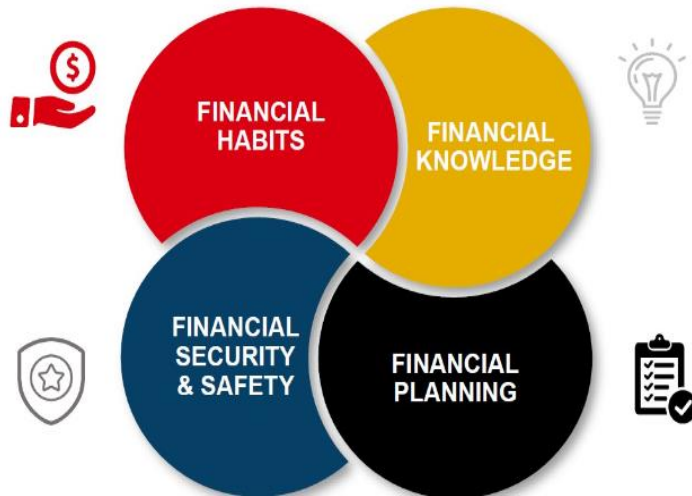 FINANCIAL
HABITS
FINANCIAL
KNOWLEDGE
FINANCIAL
SECURITY
& SAFETY
FINANCIAL
PLANNING
$